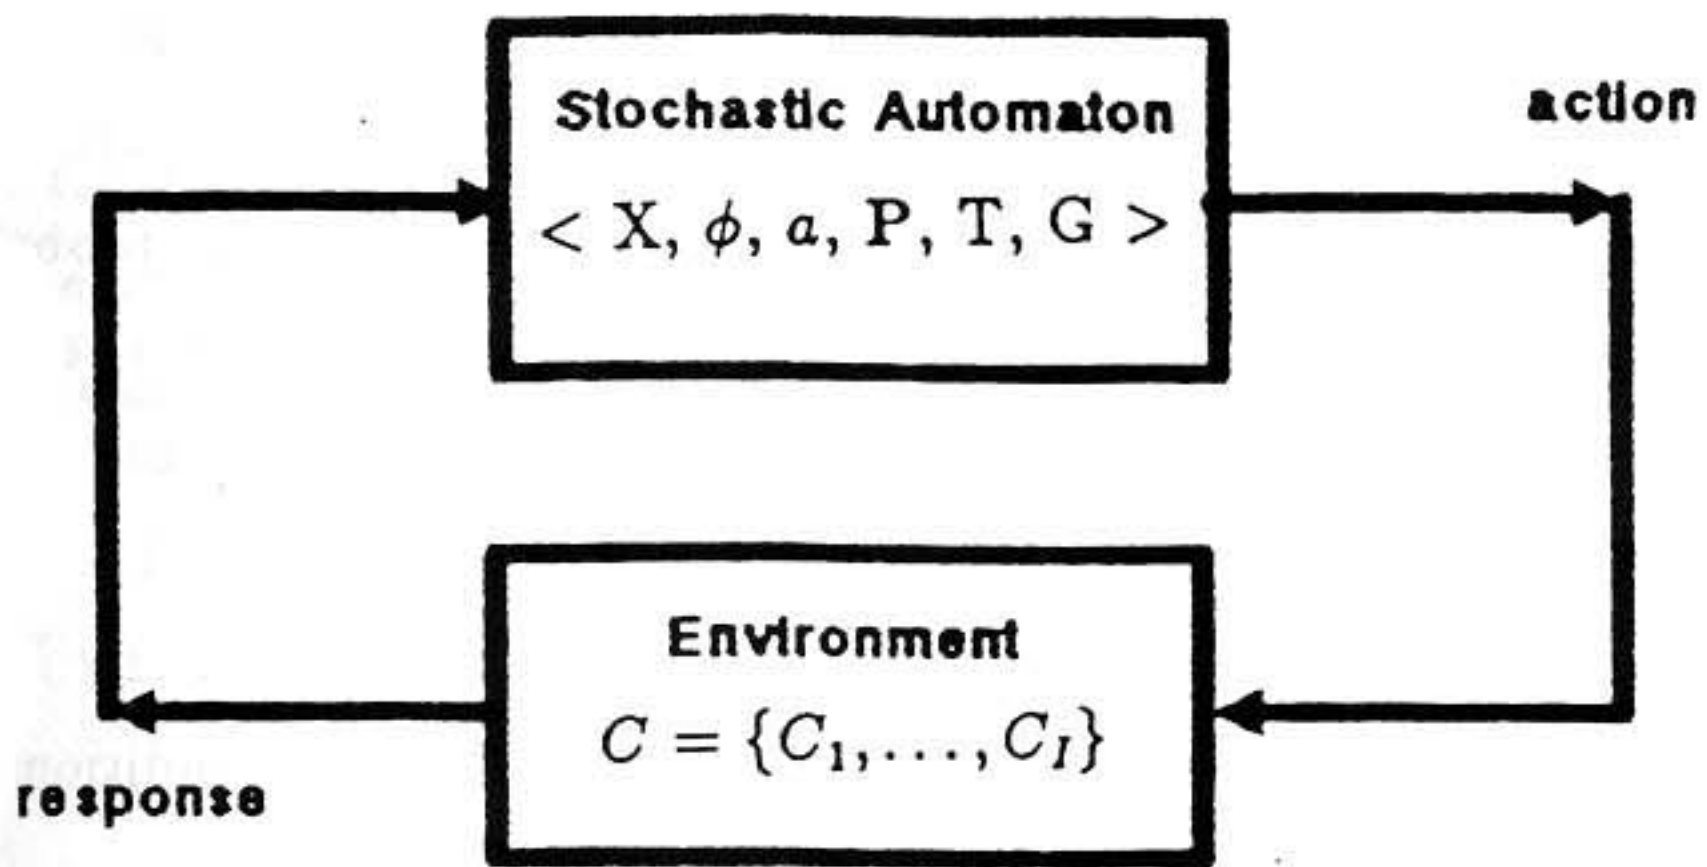 Stochastic Automaton
action
< X, ϕ, a, P, T, G >
Environment
C = {C₁, . . . , C_I}
response